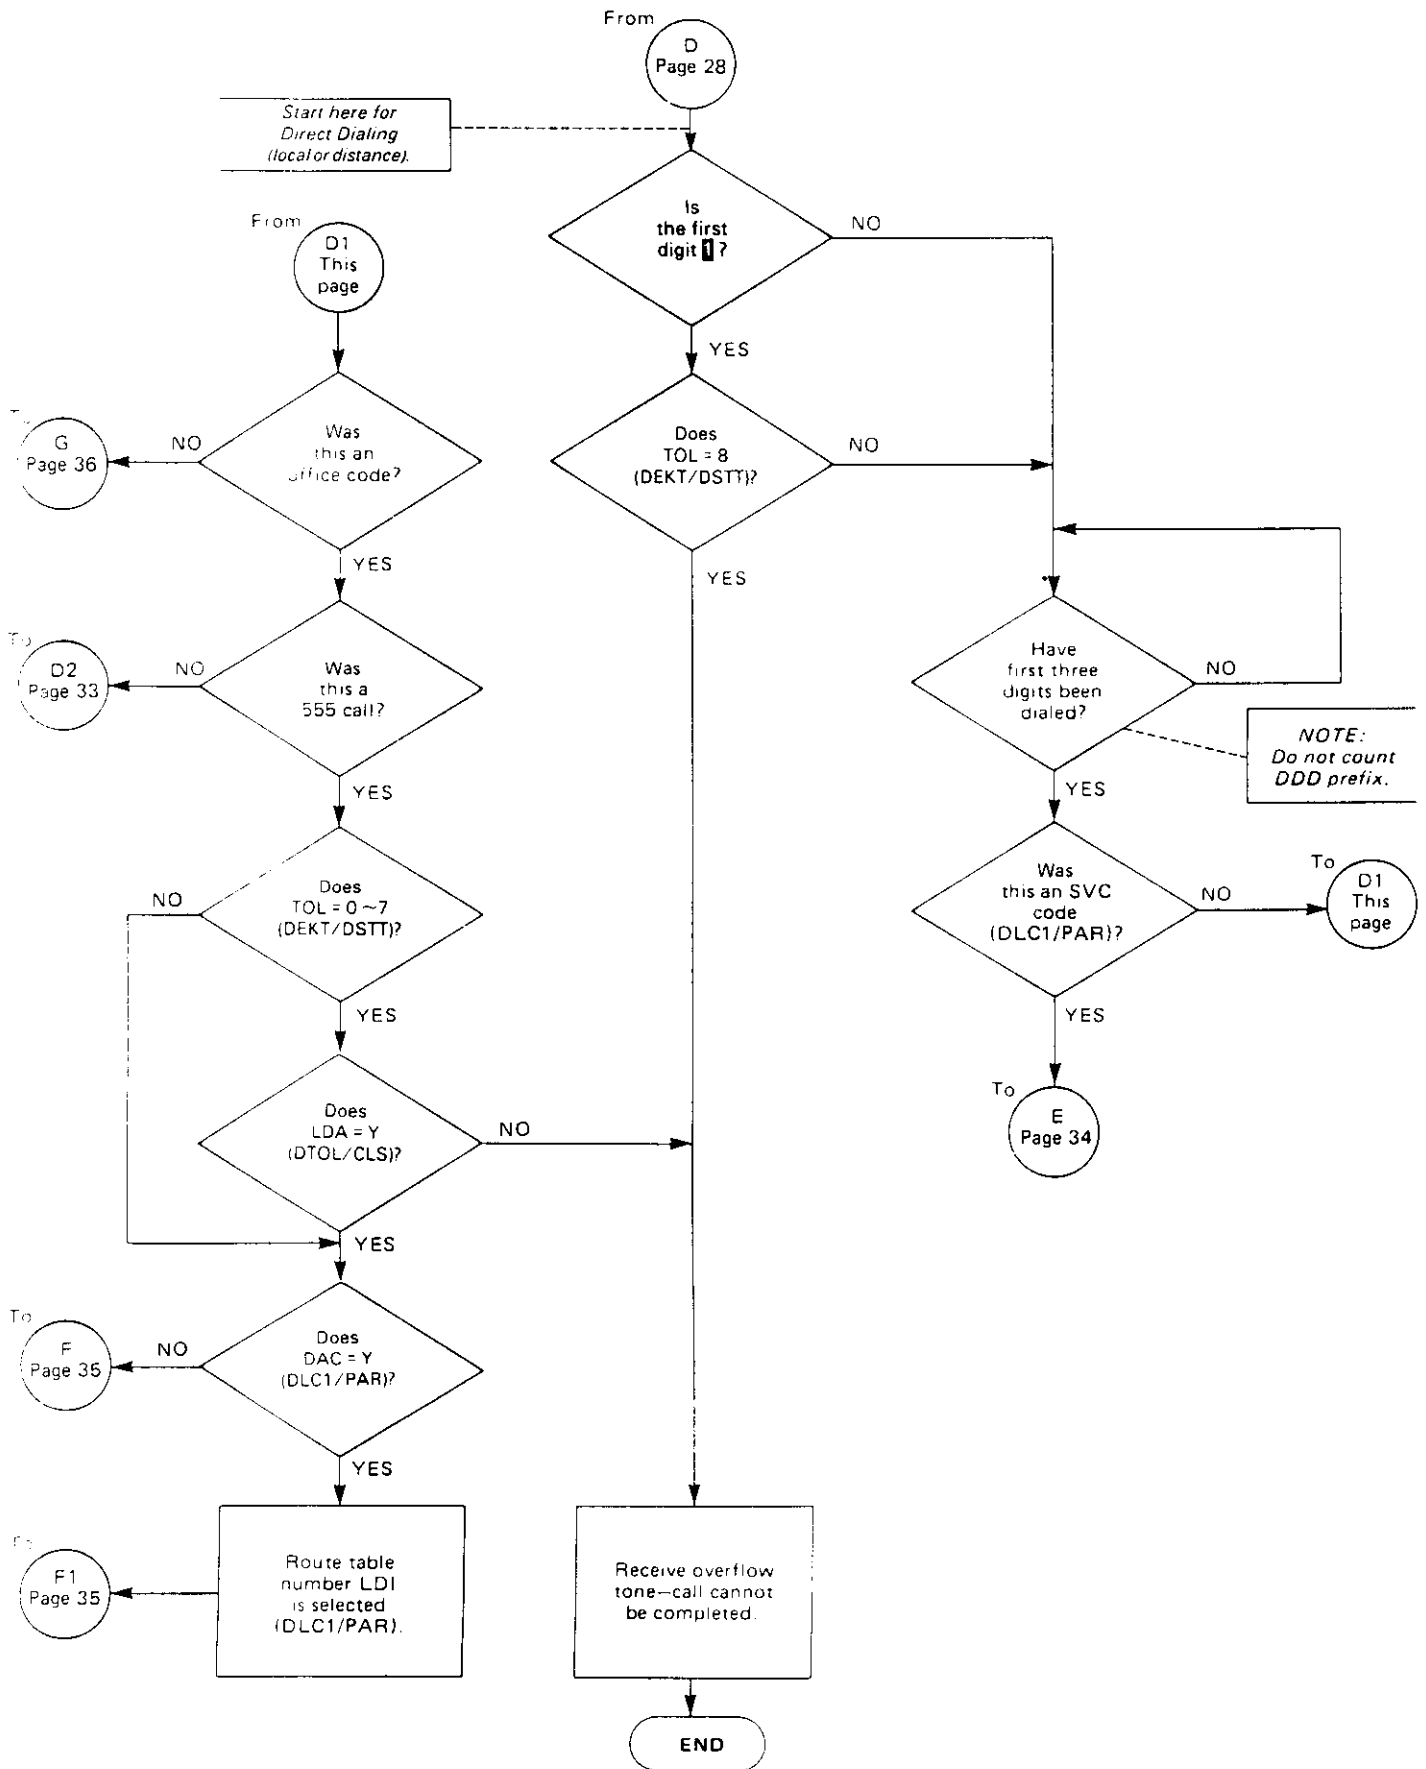 From
D
Page 28
Start here for
Direct Dialing
(local or distance).
Is
the first
digit 1?
NO
YES
From
D1
This
page
Was
this an
office code?
NO
To
G
Page 36
YES
Does
TOL = 8
(DEKT/DSTT)?
NO
YES
Was
this a
555 call?
NO
To
D2
Page 33
YES
Have
first three
digits been
dialed?
NO
NOTE:
Do not count
DDD prefix.
YES
Does
TOL = 0 ~7
(DEKT/DSTT)?
NO
YES
Was
this an SVC
code
(DLC1/PAR)?
NO
To
D1
This
page
YES
To
E
Page 34
Does
LDA = Y
(DTOL/CLS)?
NO
YES
Does
DAC = Y
(DLC1/PAR)?
NO
To
F
Page 35
YES
Route table
number LDI
is selected
(DLC1/PAR).
To
F1
Page 35
Receive overflow
tone—call cannot
be completed.
END